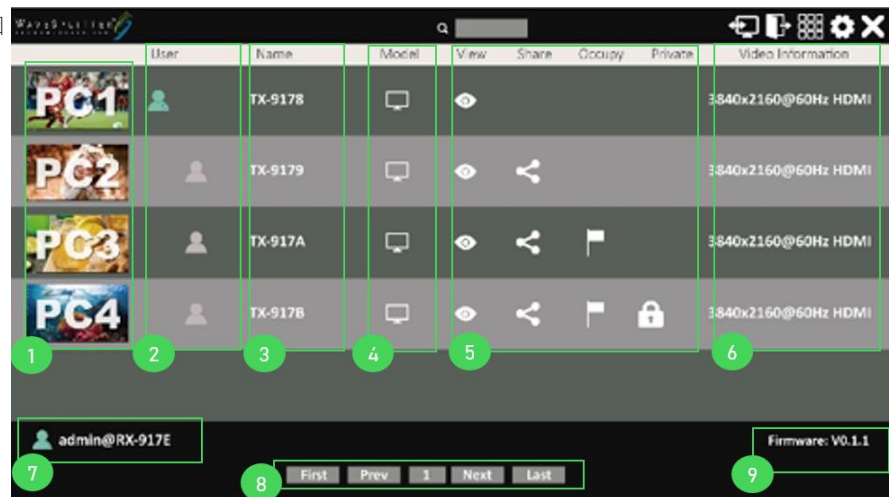 WAVESPLITTER
User Name Model View Share Occupy Private Video Information
PC1 TX-9178 3840x2160@60Hz HDMI
PC2 TX-9179 3840x2160@60Hz HDMI
PC3 TX-917A 3840x2160@60Hz HDMI
PC4 TX-917B 3840x2160@60Hz HDMI
1 2 3 4 5 6
admin@RX-917E Firmware: V0.1.1
7 8 First Prev 1 Next Last 9